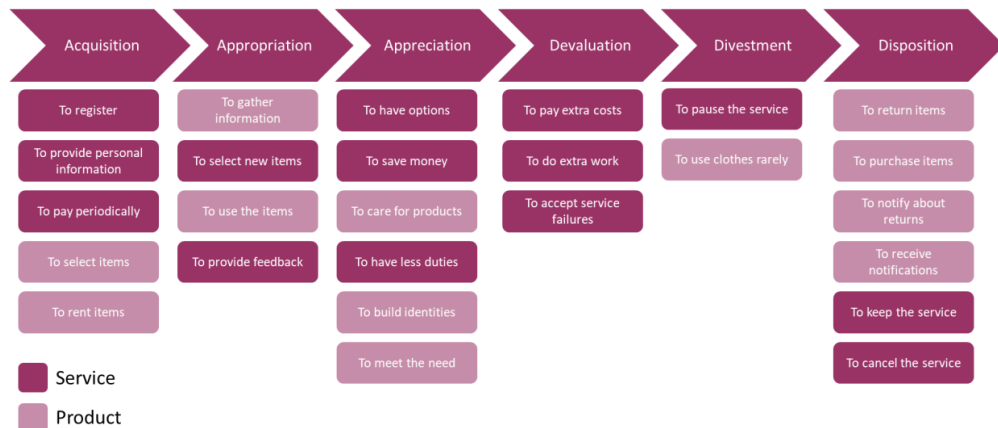 Acquisition
Appropriation
Appreciation
Devaluation
Divestment
Disposition
To register
To provide personal
information
To pay periodically
To select items
To rent items
To gather
information
To select new items
To use the items
To provide feedback
To have options
To save money
To care for products
To have less duties
To build identities
To meet the need
To pay extra costs
To do extra work
To accept service
failures
To pause the service
To use clothes rarely
To return items
To purchase items
To notify about
returns
To receive
notifications
To keep the service
To cancel the service
Service
Product